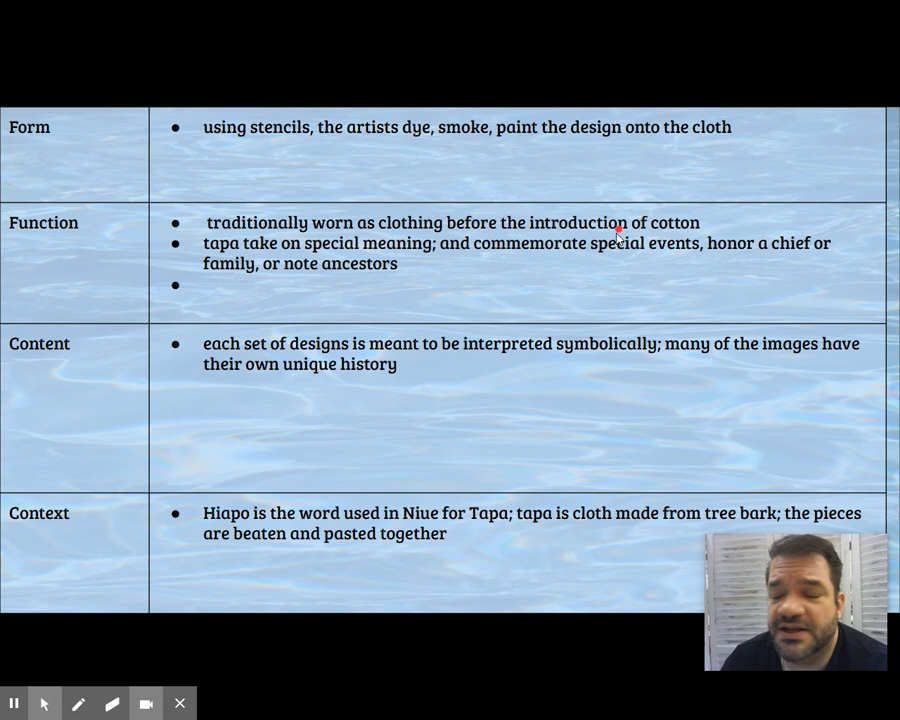 Form
● using stencils, the artists dye, smoke, paint the design onto the cloth
Function
● traditionally worn as clothing before the introduction of cotton
● tapa take on special meaning; and commemorate special events, honor a chief or
family, or note ancestors
●
Content
● each set of designs is meant to be interpreted symbolically; many of the images have
their own unique history
Context
● Hiapo is the word used in Niue for Tapa; tapa is cloth made from tree bark; the pieces
are beaten and pasted together